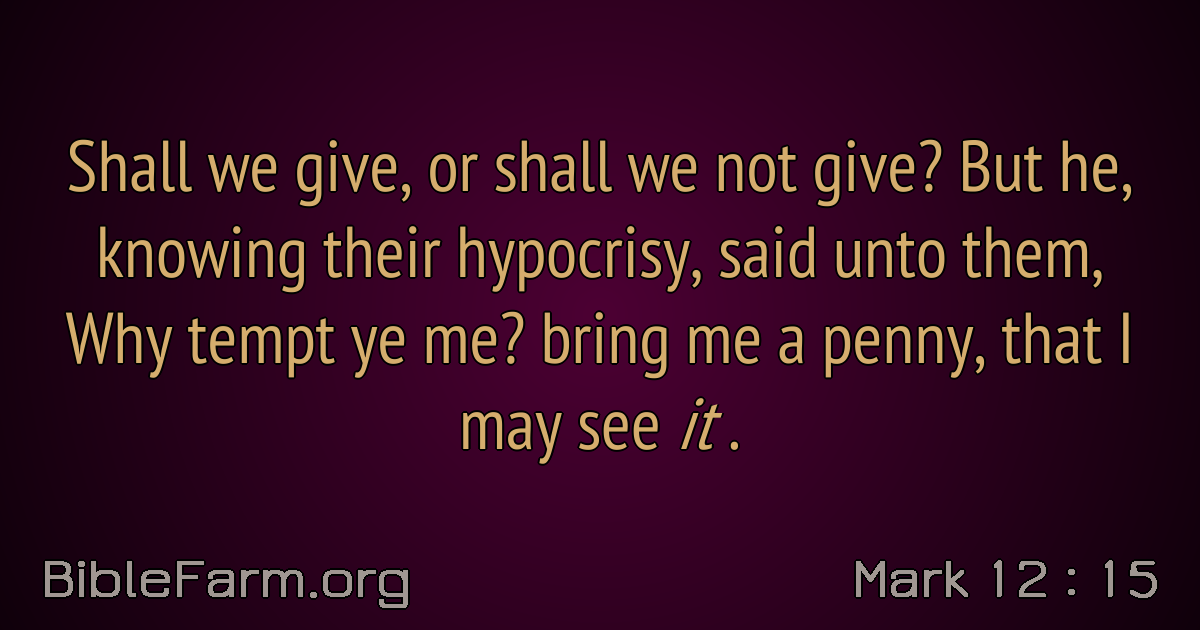 Shall we give, or shall we not give? But he,
knowing their hypocrisy, said unto them,
Why tempt ye me? bring me a penny, that I
may see it .
BibleFarm.org
Mark 12 : 15